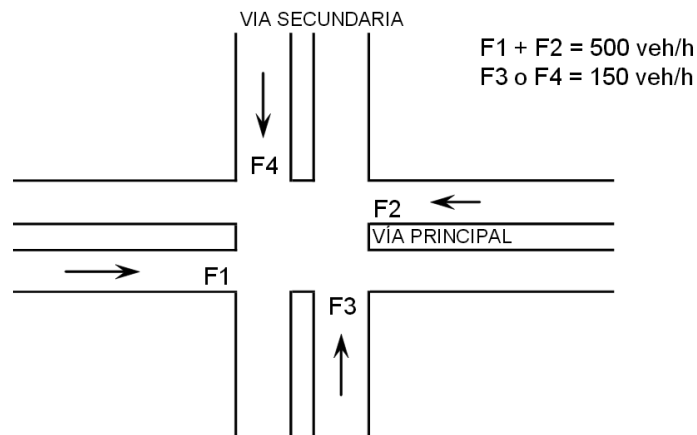 VIA SECUNDARIA
F1 + F2 = 500 veh/h
F3 o F4 = 150 veh/h
F4
F2
VÍA PRINCIPAL
F1
F3